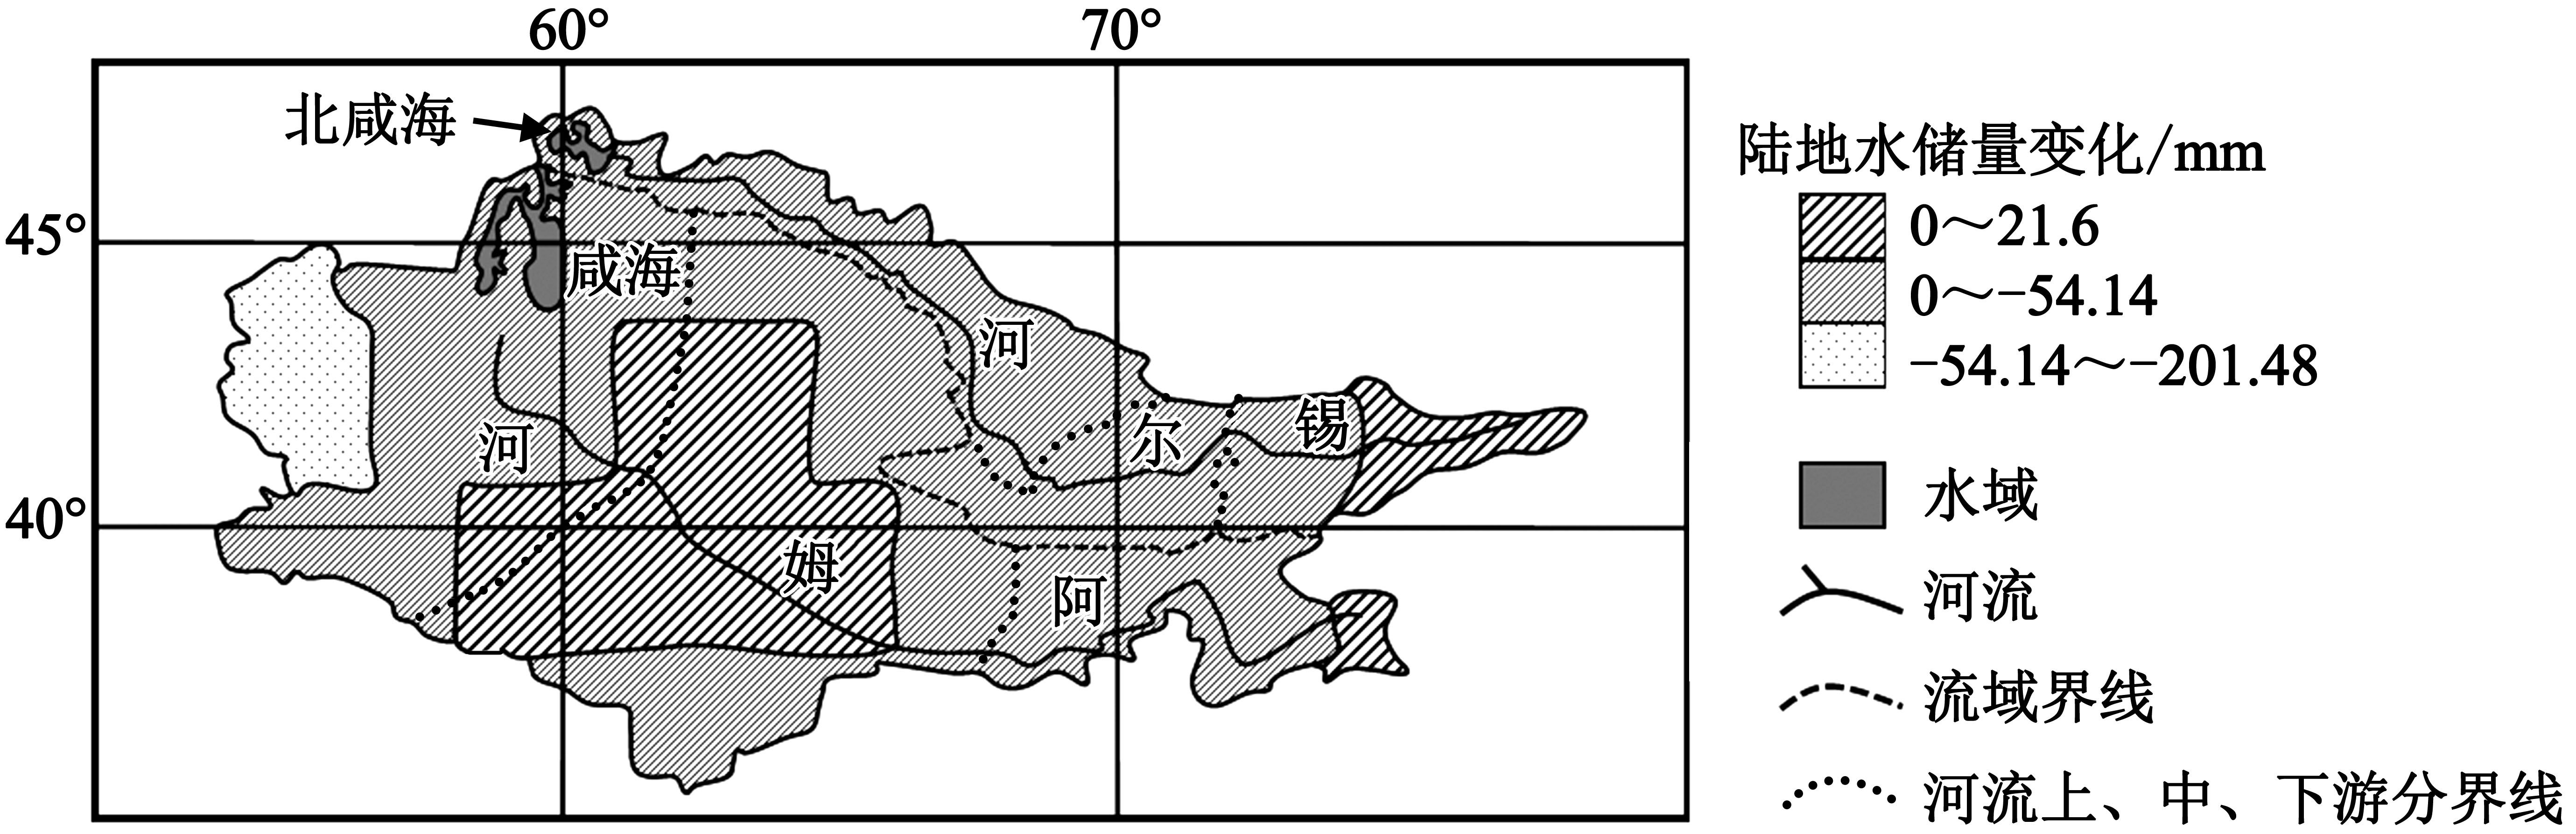 60°
70°
北咸海
45°
咸海
河
尔
锡
河
40°
姆
阿
陆地水储量变化/mm
0～21.6
0～−54.14
−54.14～−201.48
水域
河流
流域界线
河流上、中、下游分界线